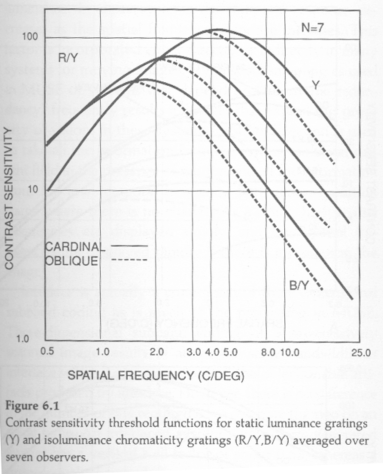 N=7
100
R/Y
Y
10
CONTRAST SENSITIVITY
CARDINAL
OBLIQUE
B/Y
1.0
0.5 1.0 2.0 3.0 4.0 5.0 8.0 10.0 25.0
SPATIAL FREQUENCY (C/DEG)
Figure 6.1
Contrast sensitivity threshold functions for static luminance gratings
(Y) and isoluminance chromaticity gratings (R/Y,B/Y) averaged over
seven observers.